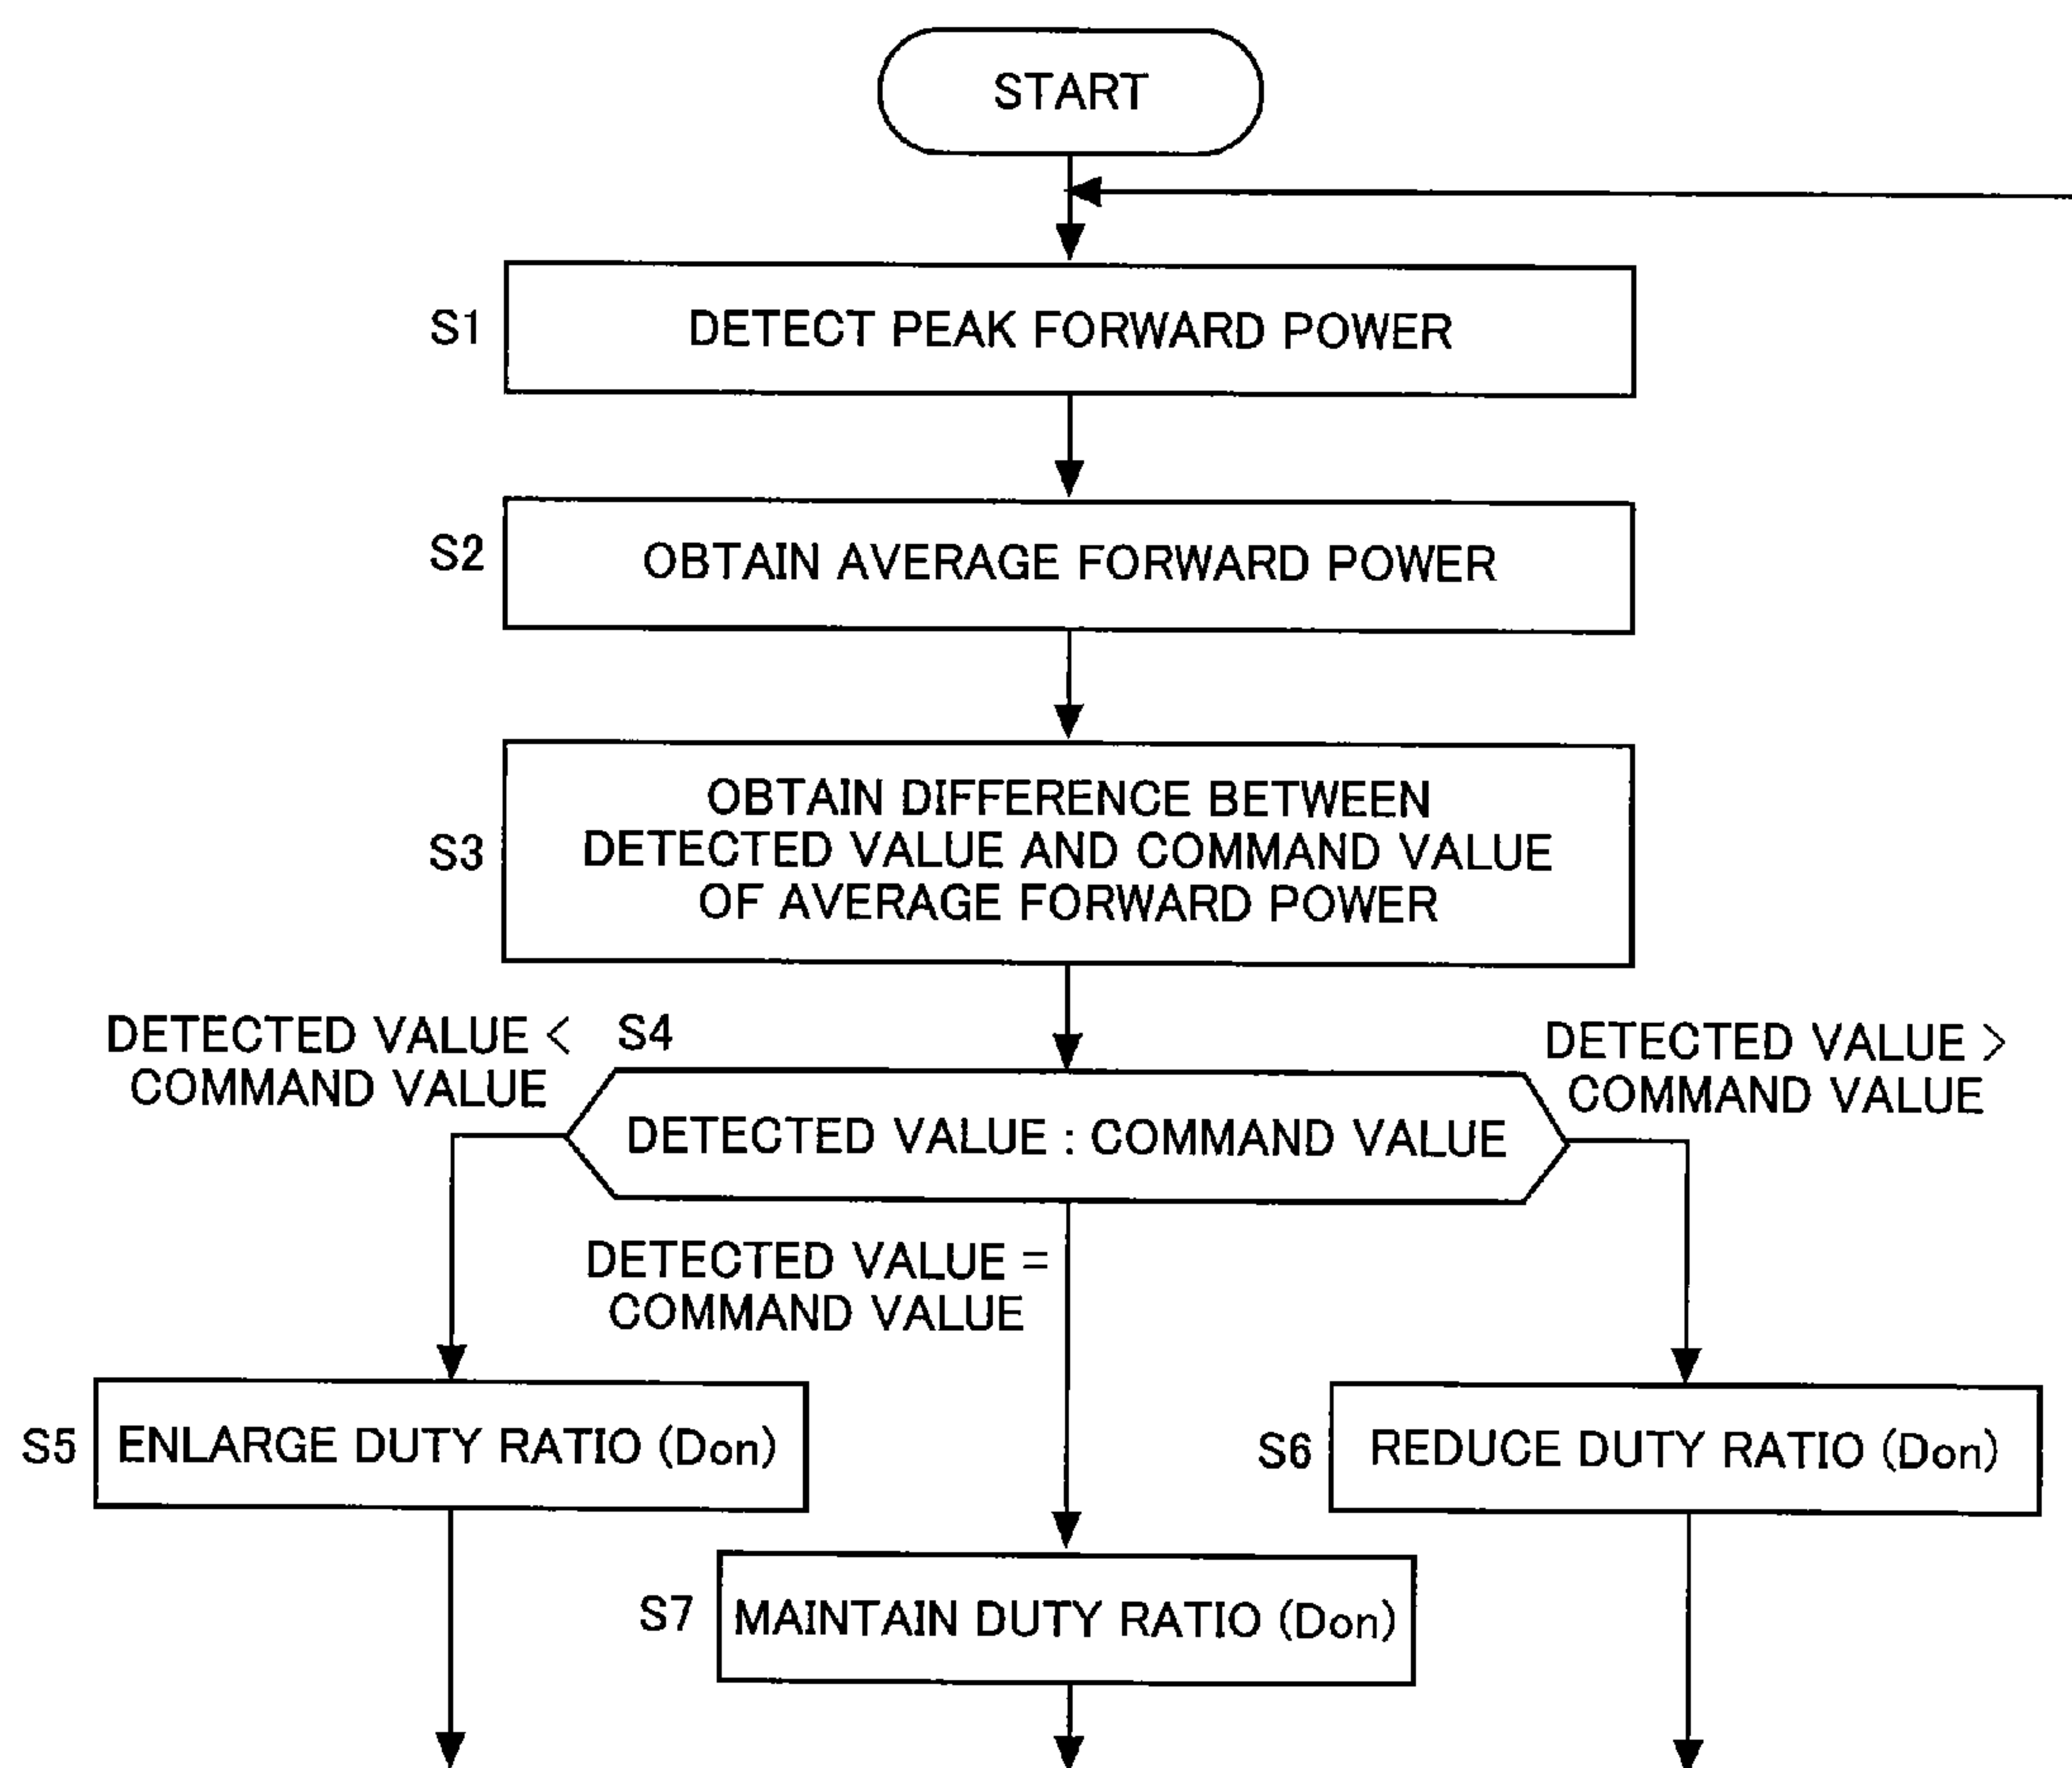 START
S1
DETECT PEAK FORWARD POWER
S2
OBTAIN AVERAGE FORWARD POWER
S3
OBTAIN DIFFERENCE BETWEEN
DETECTED VALUE AND COMMAND VALUE
OF AVERAGE FORWARD POWER
DETECTED VALUE <
COMMAND VALUE
S4
DETECTED VALUE >
COMMAND VALUE
DETECTED VALUE : COMMAND VALUE
DETECTED VALUE =
COMMAND VALUE
S5
ENLARGE DUTY RATIO (Don)
S6
REDUCE DUTY RATIO (Don)
S7
MAINTAIN DUTY RATIO (Don)